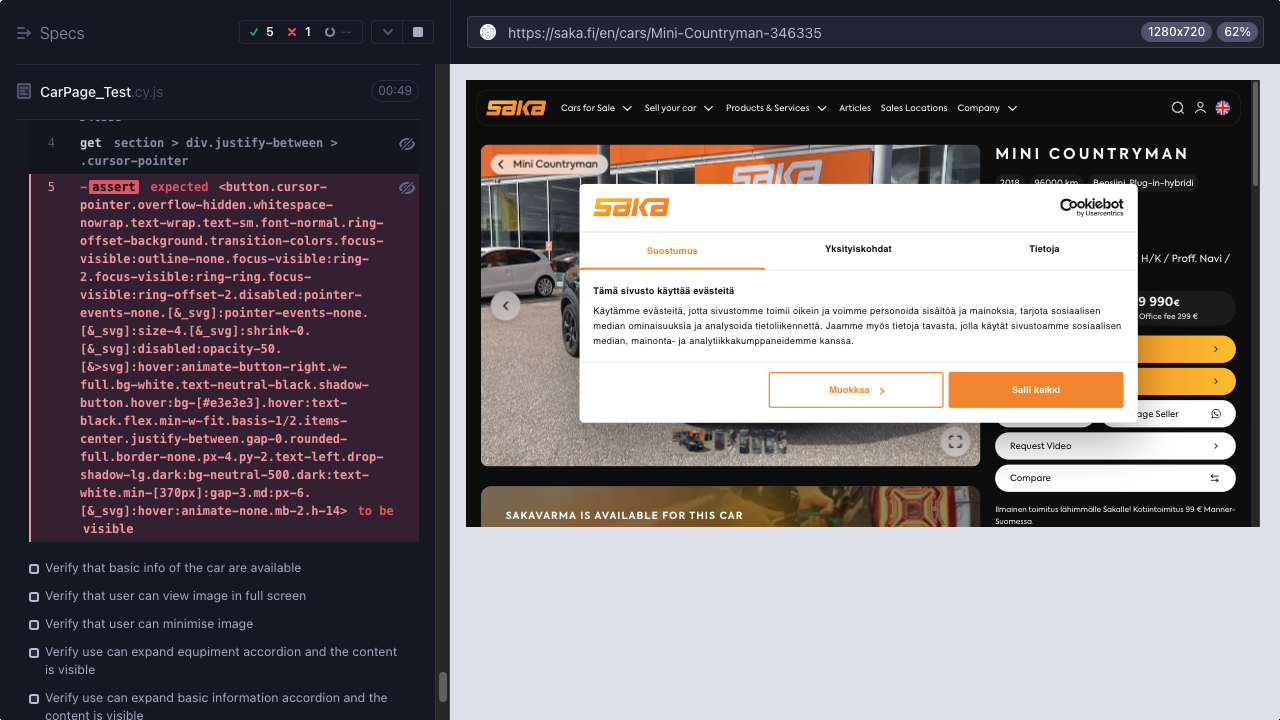 Specs
5
1
--
https://saka.fi/en/cars/Mini-Countryman-346335
1280x720
62%
CarPage_Test.cy.js
00:49
4
get section > div.justify-between >
.cursor-pointer
5
-assert expected <button.cursor-
pointer.overflow-hidden.whitespace-
nowrap.text-wrap.text-sm.font-normal.ring-
offset-background.transition-colors.focus-
visible:outline-none.focus-visible:ring-
2.focus-visible:ring-ring.focus-
visible:ring-offset-2.disabled:pointer-
events-none.[&_svg]:pointer-events-none.
[&_svg]:size-4.[&_svg]:shrink-0.
[&_svg]:disabled:opacity-50.
[&>svg]:hover:animate-button-right.w-
full.bg-white.text-neutral-black.shadow-
button.hover:bg-[#e3e3e3].hover:text-
black.flex.min-w-fit.basis-1/2.items-
center.justify-between.gap-0.rounded-
full.border-none.px-4.py-2.text-left.drop-
shadow-lg.dark:bg-neutral-500.dark:text-
white.min-[370px]:gap-3.md:px-6.
[&_svg]:hover:animate-none.mb-2.h-14> to be
visible
Verify that basic info of the car are available
Verify that user can view image in full screen
Verify that user can minimise image
Verify use can expand equpiment accordion and the content
is visible
Verify use can expand basic information accordion and the
content is visible
saka
Cars for Sale
Sell your car
Products & Services
Articles
Sales Locations
Company
Mini Countryman
saka
MINI COUNTRYMAN
2018
96000 km
Bensiini, Plug-in-hybridi
saka
Cookiebot
by Usercentrics
Suostumus
Yksityiskohdat
Tietoja
Tämä sivusto käyttää evästeitä
Käytämme evästeitä, jotta sivustomme toimii oikein ja voimme personoida sisältöä ja mainoksia, tarjota sosiaalisen
median ominaisuuksia ja analysoida tietoliikennettä. Jaamme myös tietoja tavasta, jolla käytät sivustoamme sosiaalisen
median, mainonta- ja analytiikkakumppaneidemme kanssa.
Muokkaa
Salli kaikki
H/K / Proff. Navi /
9 990€
Office fee 299 €
age Seller
Request Video
Compare
Ilmainen toimitus lähimmälle Sakalle! Kotiintoimitus 99 € Manner-
Suomessa.
SAKAVARMA IS AVAILABLE FOR THIS CAR